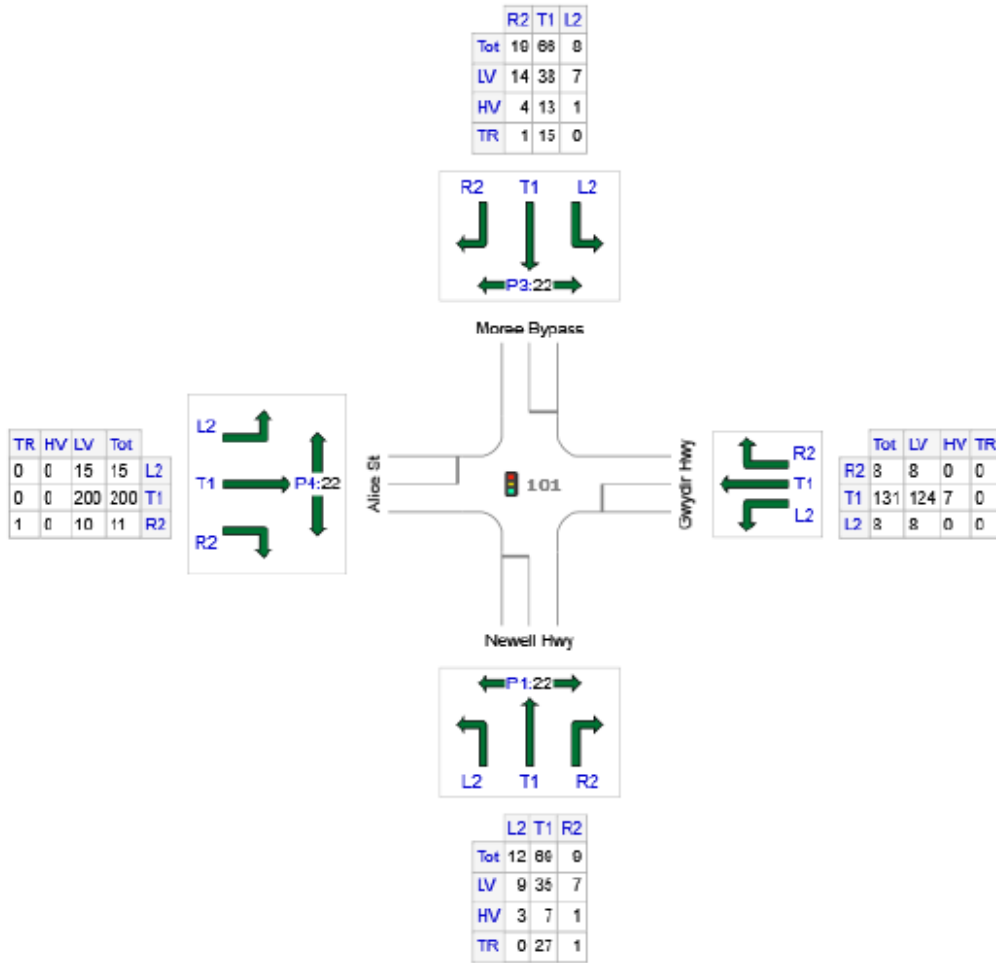 R2 T1 L2
Tot 19 66 8
LV 14 38 7
HV 4 13 1
TR 1 15 0
R2 T1 L2
P3:22
Moree Bypass
TR HV LV Tot
0 0 15 15 L2
0 0 200 200 T1
1 0 10 11 R2
L2
T1
R2
P4:22
Alice St
101
Gwydir Hwy
R2
T1
L2
Tot LV HV TR
R2 8 8 0 0
T1 131 124 7 0
L2 8 8 0 0
Newell Hwy
P1:22
L2 T1 R2
L2 T1 R2
Tot 12 69 9
LV 9 35 7
HV 3 7 1
TR 0 27 1